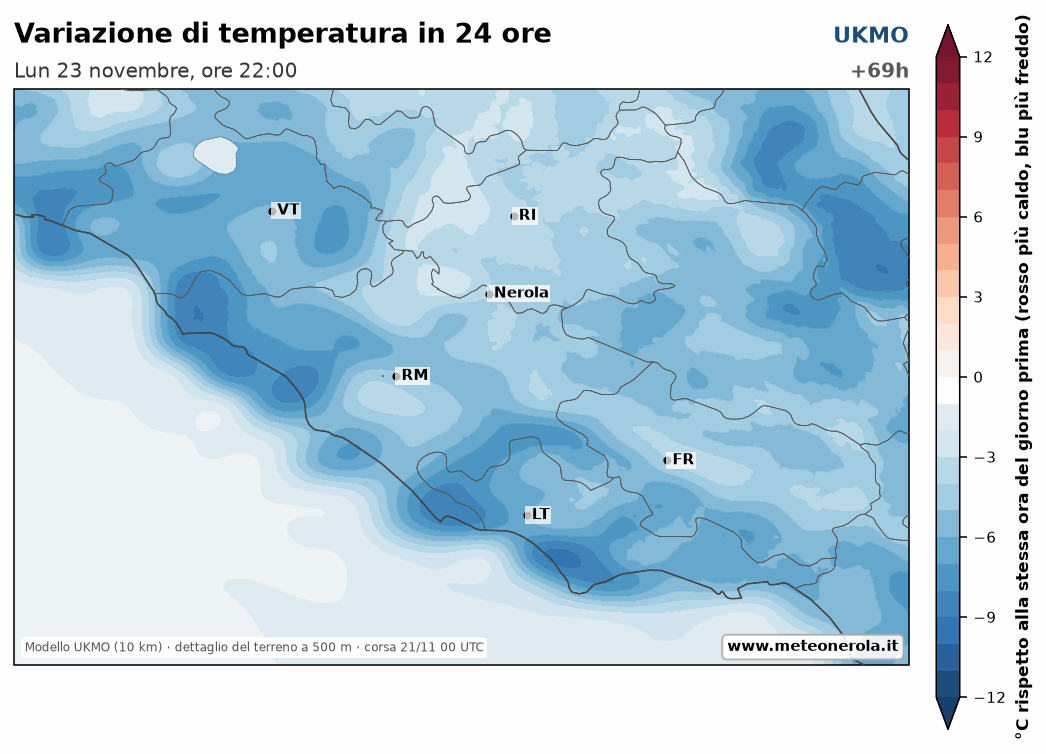 Variazione di temperatura in 24 ore
UKMO
Lun 23 novembre, ore 22:00
+69h
VT
RI
Nerola
RM
FR
LT
Modello UKMO (10 km) · dettaglio del terreno a 500 m · corsa 21/11 00 UTC
www.meteonerola.it
12
9
6
3
0
−3
−6
−9
−12
°C rispetto alla stessa ora del giorno prima (rosso più caldo, blu più freddo)